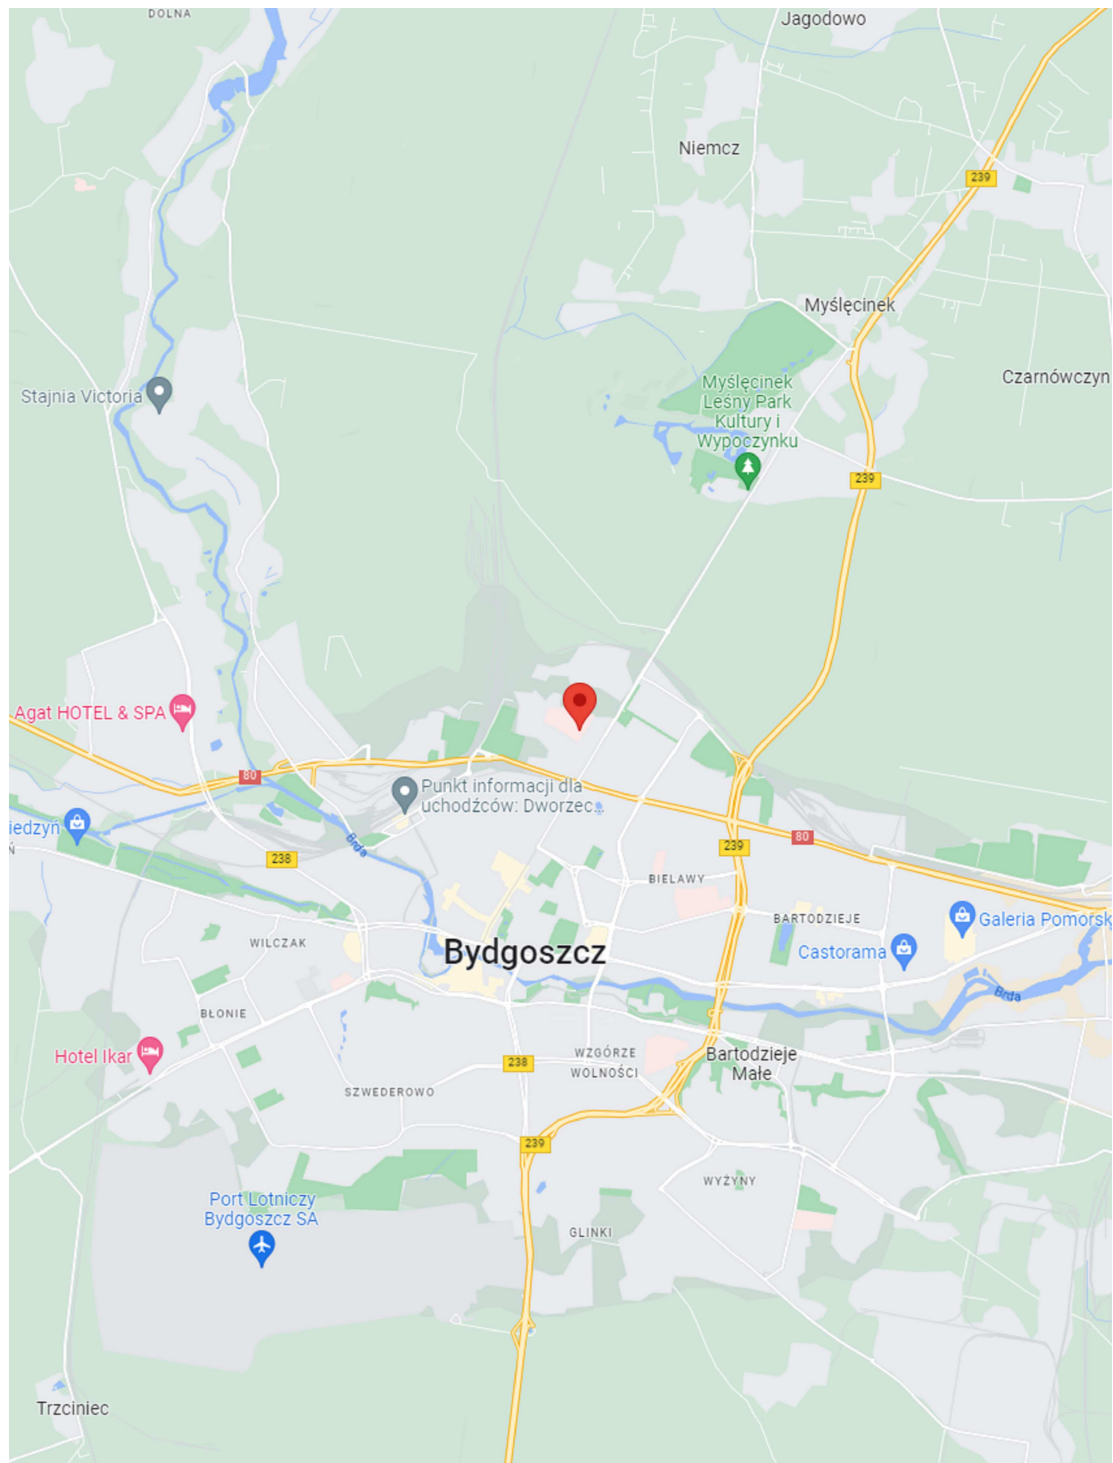 DOLNA
Jagodowo
Niemcz
239
Myślęcinek
Czarnówczyn
Stajnia Victoria
Myślęcinek
Leśny Park
Kultury i
Wypoczynku
239
Agat HOTEL & SPA
80
Punkt informacji dla
uchodźców: Dworzec...
iedzyń
Brda
80
239
238
BIELAWY
BARTODZIEJE
Galeria Pomorsk
WILCZAK
Bydgoszcz
Castorama
Brda
BŁONIE
Hotel Ikar
238
WZGÓRZE
WOLNOŚCI
Bartodzieje
Małe
SZWEDEROWO
239
WYŻYNY
Port Lotniczy
Bydgoszcz SA
GLINKI
Trzciniec